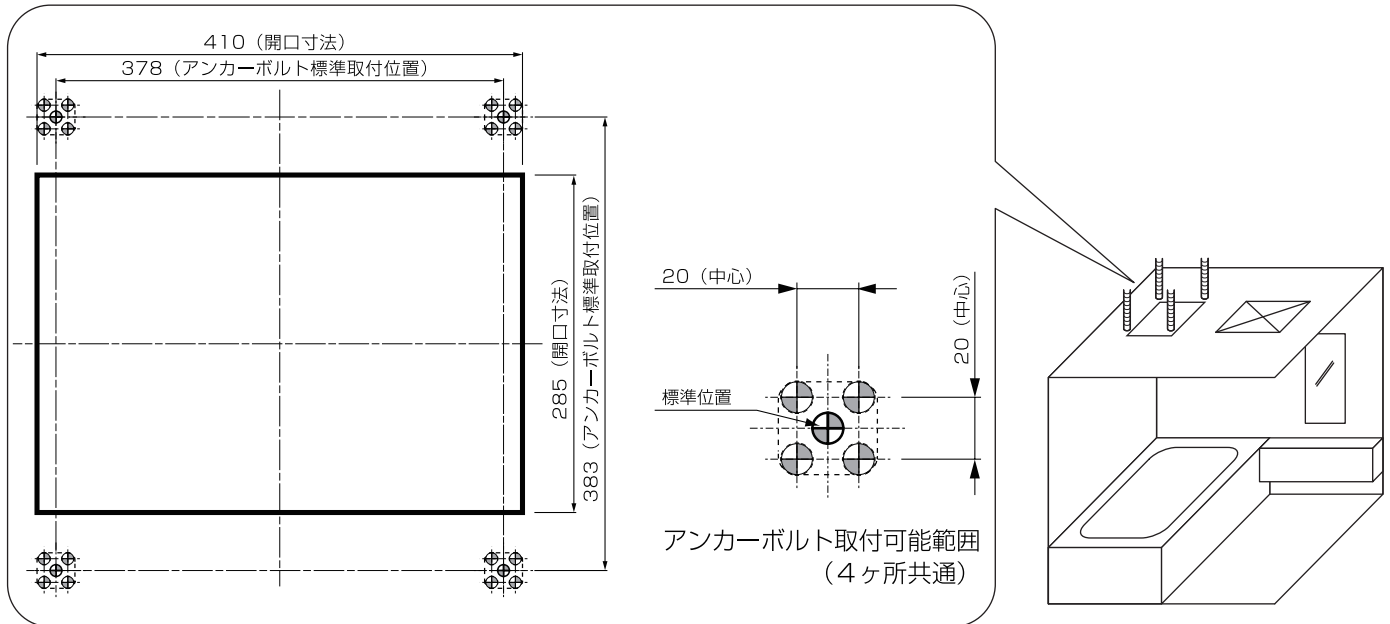 410（開口寸法）
378（アンカーボルト標準取付位置）
285（開口寸法）
383（アンカーボルト標準取付位置）
20（中心）
20（中心）
標準位置
アンカーボルト取付可能範囲
（4ヶ所共通）